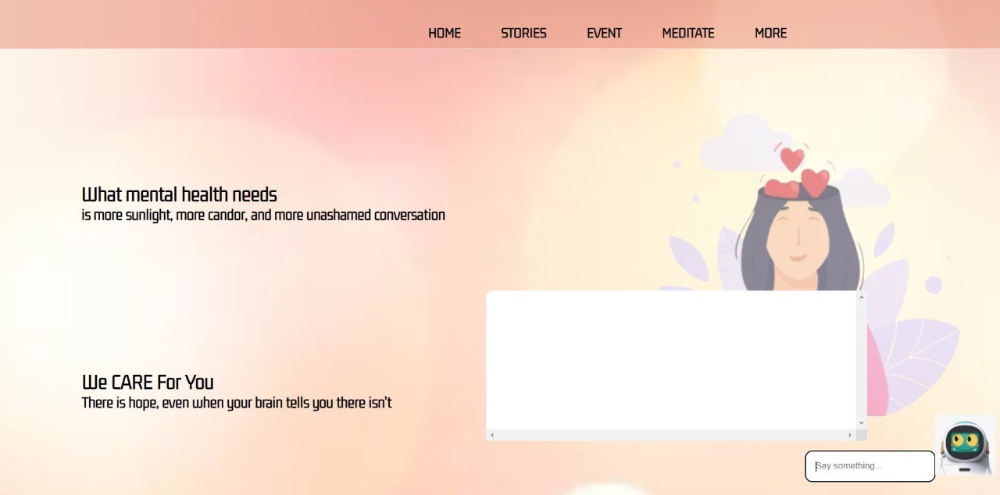 HOME STORIES EVENT MEDITATE MORE
What mental health needs
is more sunlight, more candor, and more unashamed conversation
We CARE For You
There is hope, even when your brain tells you there isn't
Say something...